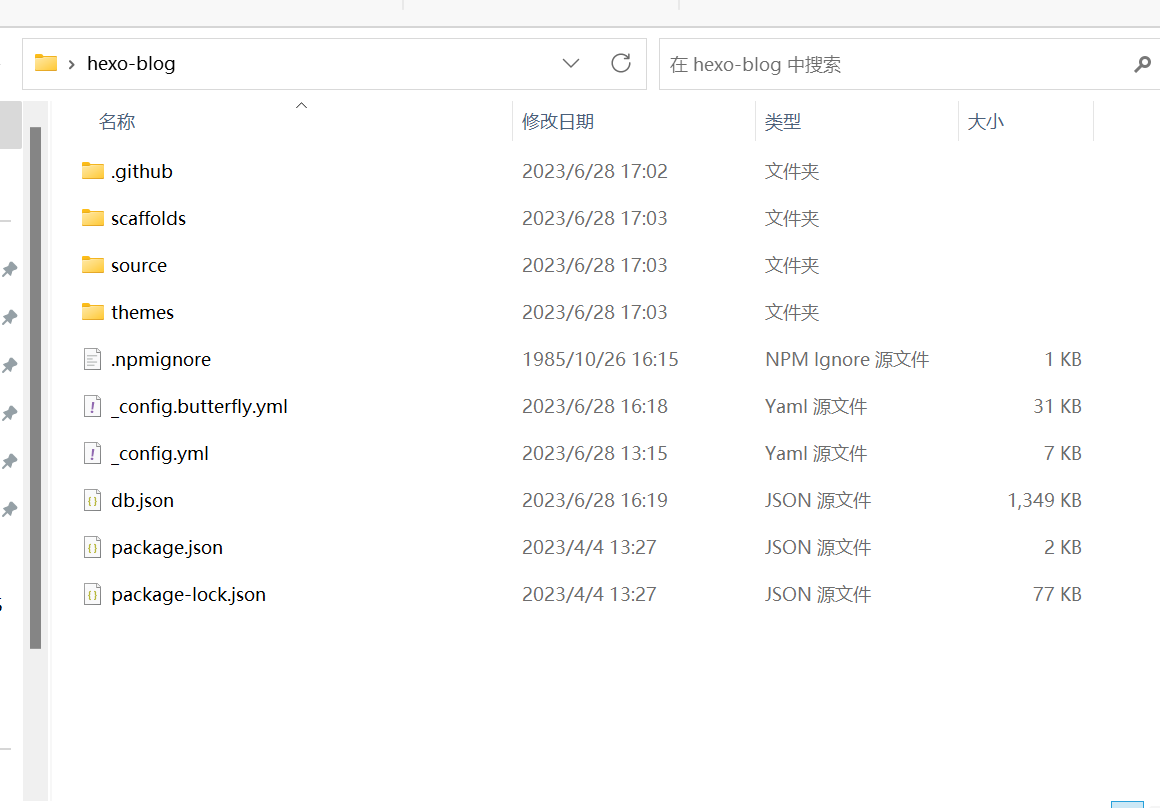 hexo-blog
在 hexo-blog 中搜索
名称 修改日期 类型 大小
.github 2023/6/28 17:02 文件夹
scaffolds 2023/6/28 17:03 文件夹
source 2023/6/28 17:03 文件夹
themes 2023/6/28 17:03 文件夹
.npmignore 1985/10/26 16:15 NPM Ignore 源文件 1 KB
_config.butterfly.yml 2023/6/28 16:18 Yaml 源文件 31 KB
_config.yml 2023/6/28 13:15 Yaml 源文件 7 KB
db.json 2023/6/28 16:19 JSON 源文件 1,349 KB
package.json 2023/4/4 13:27 JSON 源文件 2 KB
package-lock.json 2023/4/4 13:27 JSON 源文件 77 KB